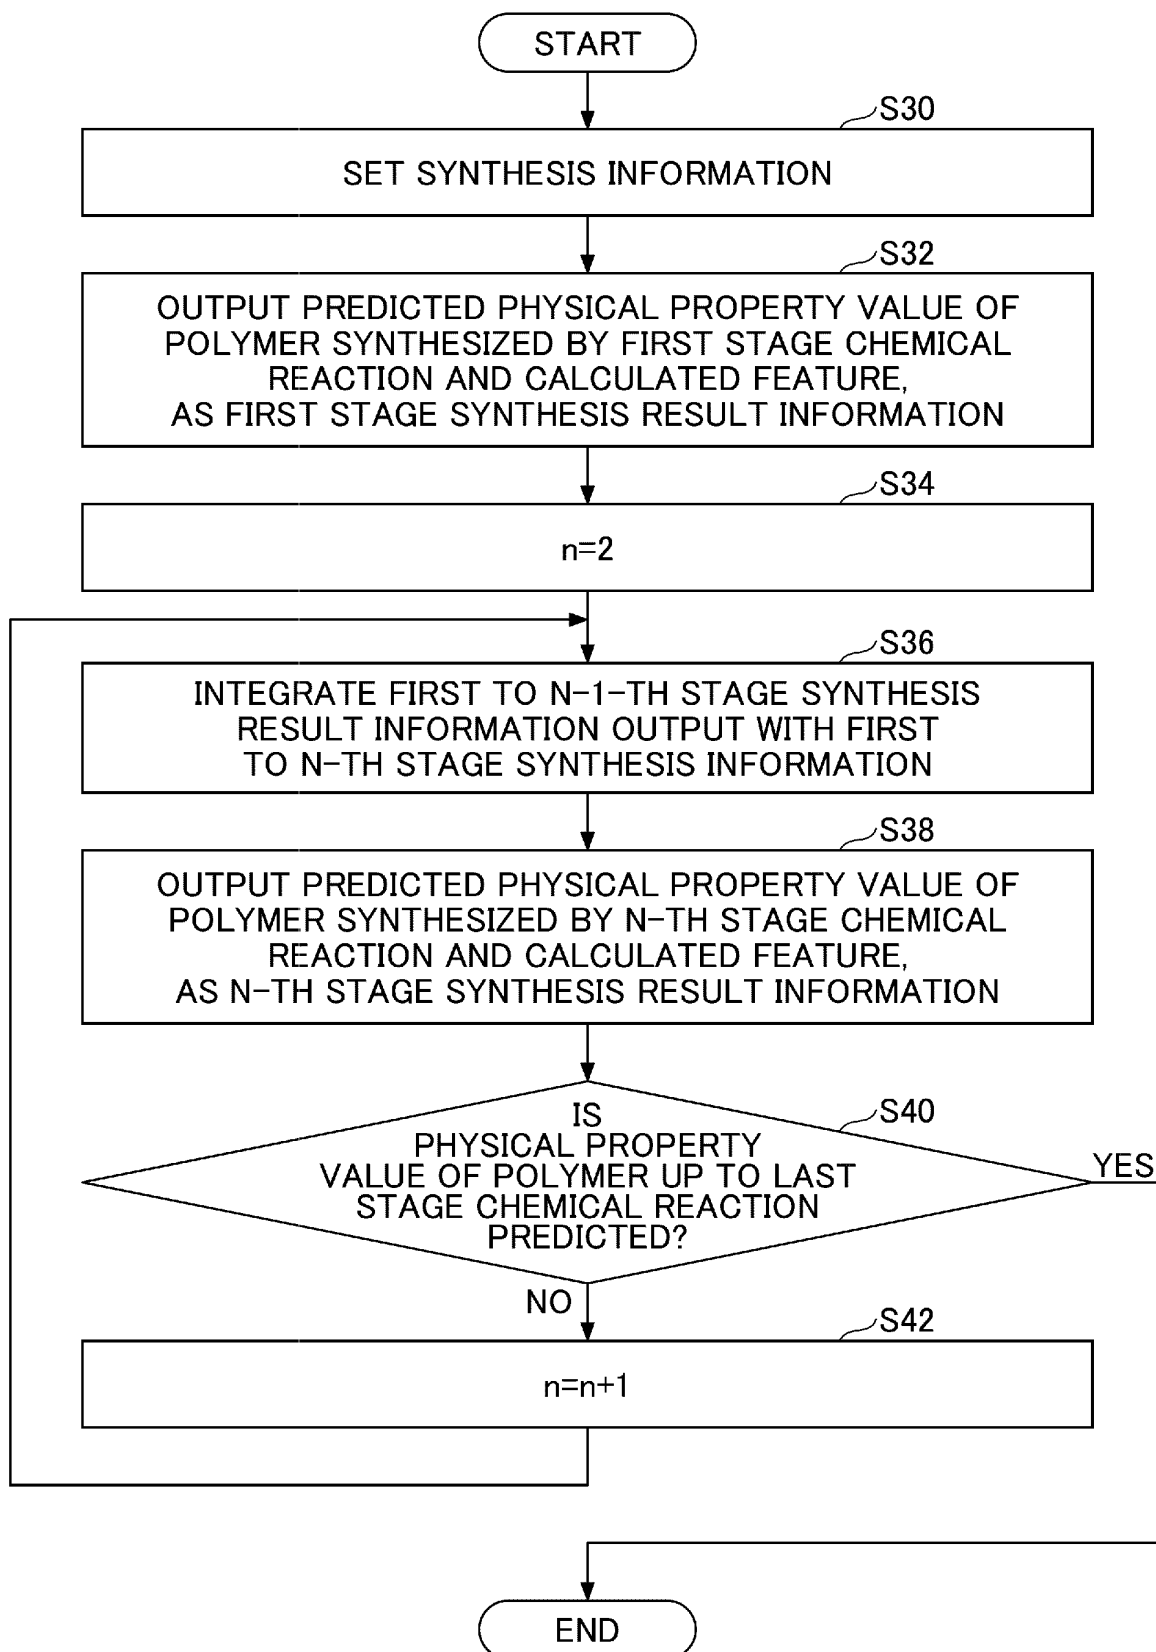 START
S30
SET SYNTHESIS INFORMATION
S32
OUTPUT PREDICTED PHYSICAL PROPERTY VALUE OF
POLYMER SYNTHESIZED BY FIRST STAGE CHEMICAL
REACTION AND CALCULATED FEATURE,
AS FIRST STAGE SYNTHESIS RESULT INFORMATION
S34
n=2
S36
INTEGRATE FIRST TO N-1-TH STAGE SYNTHESIS
RESULT INFORMATION OUTPUT WITH FIRST
TO N-TH STAGE SYNTHESIS INFORMATION
S38
OUTPUT PREDICTED PHYSICAL PROPERTY VALUE OF
POLYMER SYNTHESIZED BY N-TH STAGE CHEMICAL
REACTION AND CALCULATED FEATURE,
AS N-TH STAGE SYNTHESIS RESULT INFORMATION
S40
IS
PHYSICAL PROPERTY
VALUE OF POLYMER UP TO LAST
STAGE CHEMICAL REACTION
PREDICTED?
YES
NO
S42
n=n+1
END